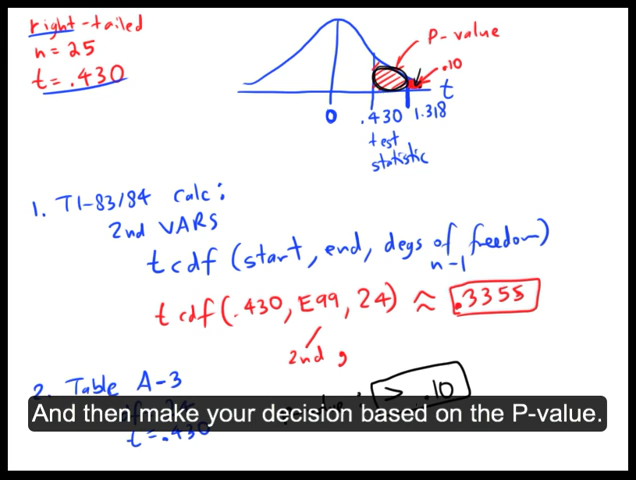 right-tailed
n = 25
t = .430
P-value
.10
t
0
.430
1.318
test
statistic
1. TI-83/84 calc:
2nd VARS
tcdf (start, end, degs of freedom)
n-1
tcdf(.430, E99, 24) ≈ .3355
2nd ,
2. Table A-3
> .10
And then make your decision based on the P-value.
t = .430